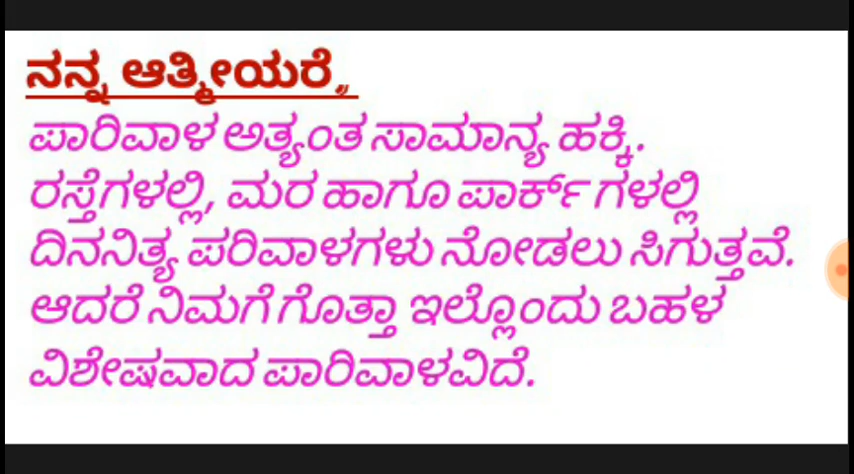 ನನ್ನ ಆತ್ಮೀಯರೆ,
ಪಾರಿವಾಳ ಅತ್ಯಂತ ಸಾಮಾನ್ಯ ಹಕ್ಕಿ.
ರಸ್ತೆಗಳಲ್ಲಿ, ಮರ ಹಾಗೂ ಪಾರ್ಕ್‌ಗಳಲ್ಲಿ
ದಿನನಿತ್ಯ ಪರಿವಾಳಗಳು ನೋಡಲು ಸಿಗುತ್ತವೆ.
ಆದರೆ ನಿಮಗೆ ಗೊತ್ತಾ ಇಲ್ಲೊಂದು ಬಹಳ
ವಿಶೇಷವಾದ ಪಾರಿವಾಳವಿದೆ.